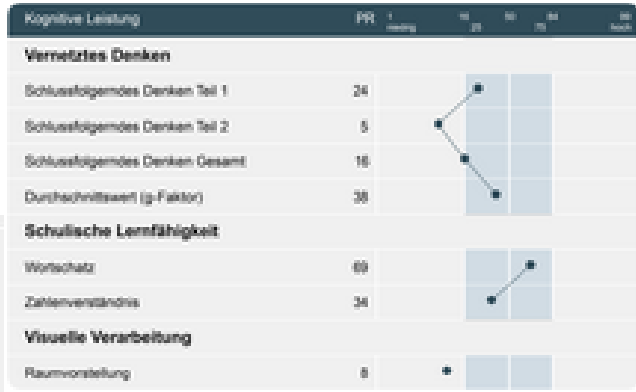 Kognitive Leistung PR 1 16 50 84 99
niedrig 25 75 hoch
Vernetztes Denken
Schlussfolgerndes Denken Teil 1 24
Schlussfolgerndes Denken Teil 2 5
Schlussfolgerndes Denken Gesamt 16
Durchschnittswert (g-Faktor) 38
Schulische Lernfähigkeit
Wortschatz 69
Zahlenverständnis 34
Visuelle Verarbeitung
Raumvorstellung 8